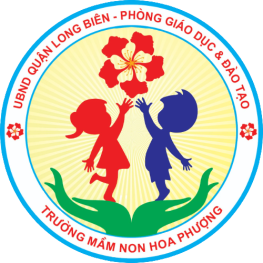 UBND QUẬN LONG BIÊN - PHÒNG GIÁO DỤC & ĐÀO TẠO
TRƯỜNG MẦM NON HOA PHƯỢNG